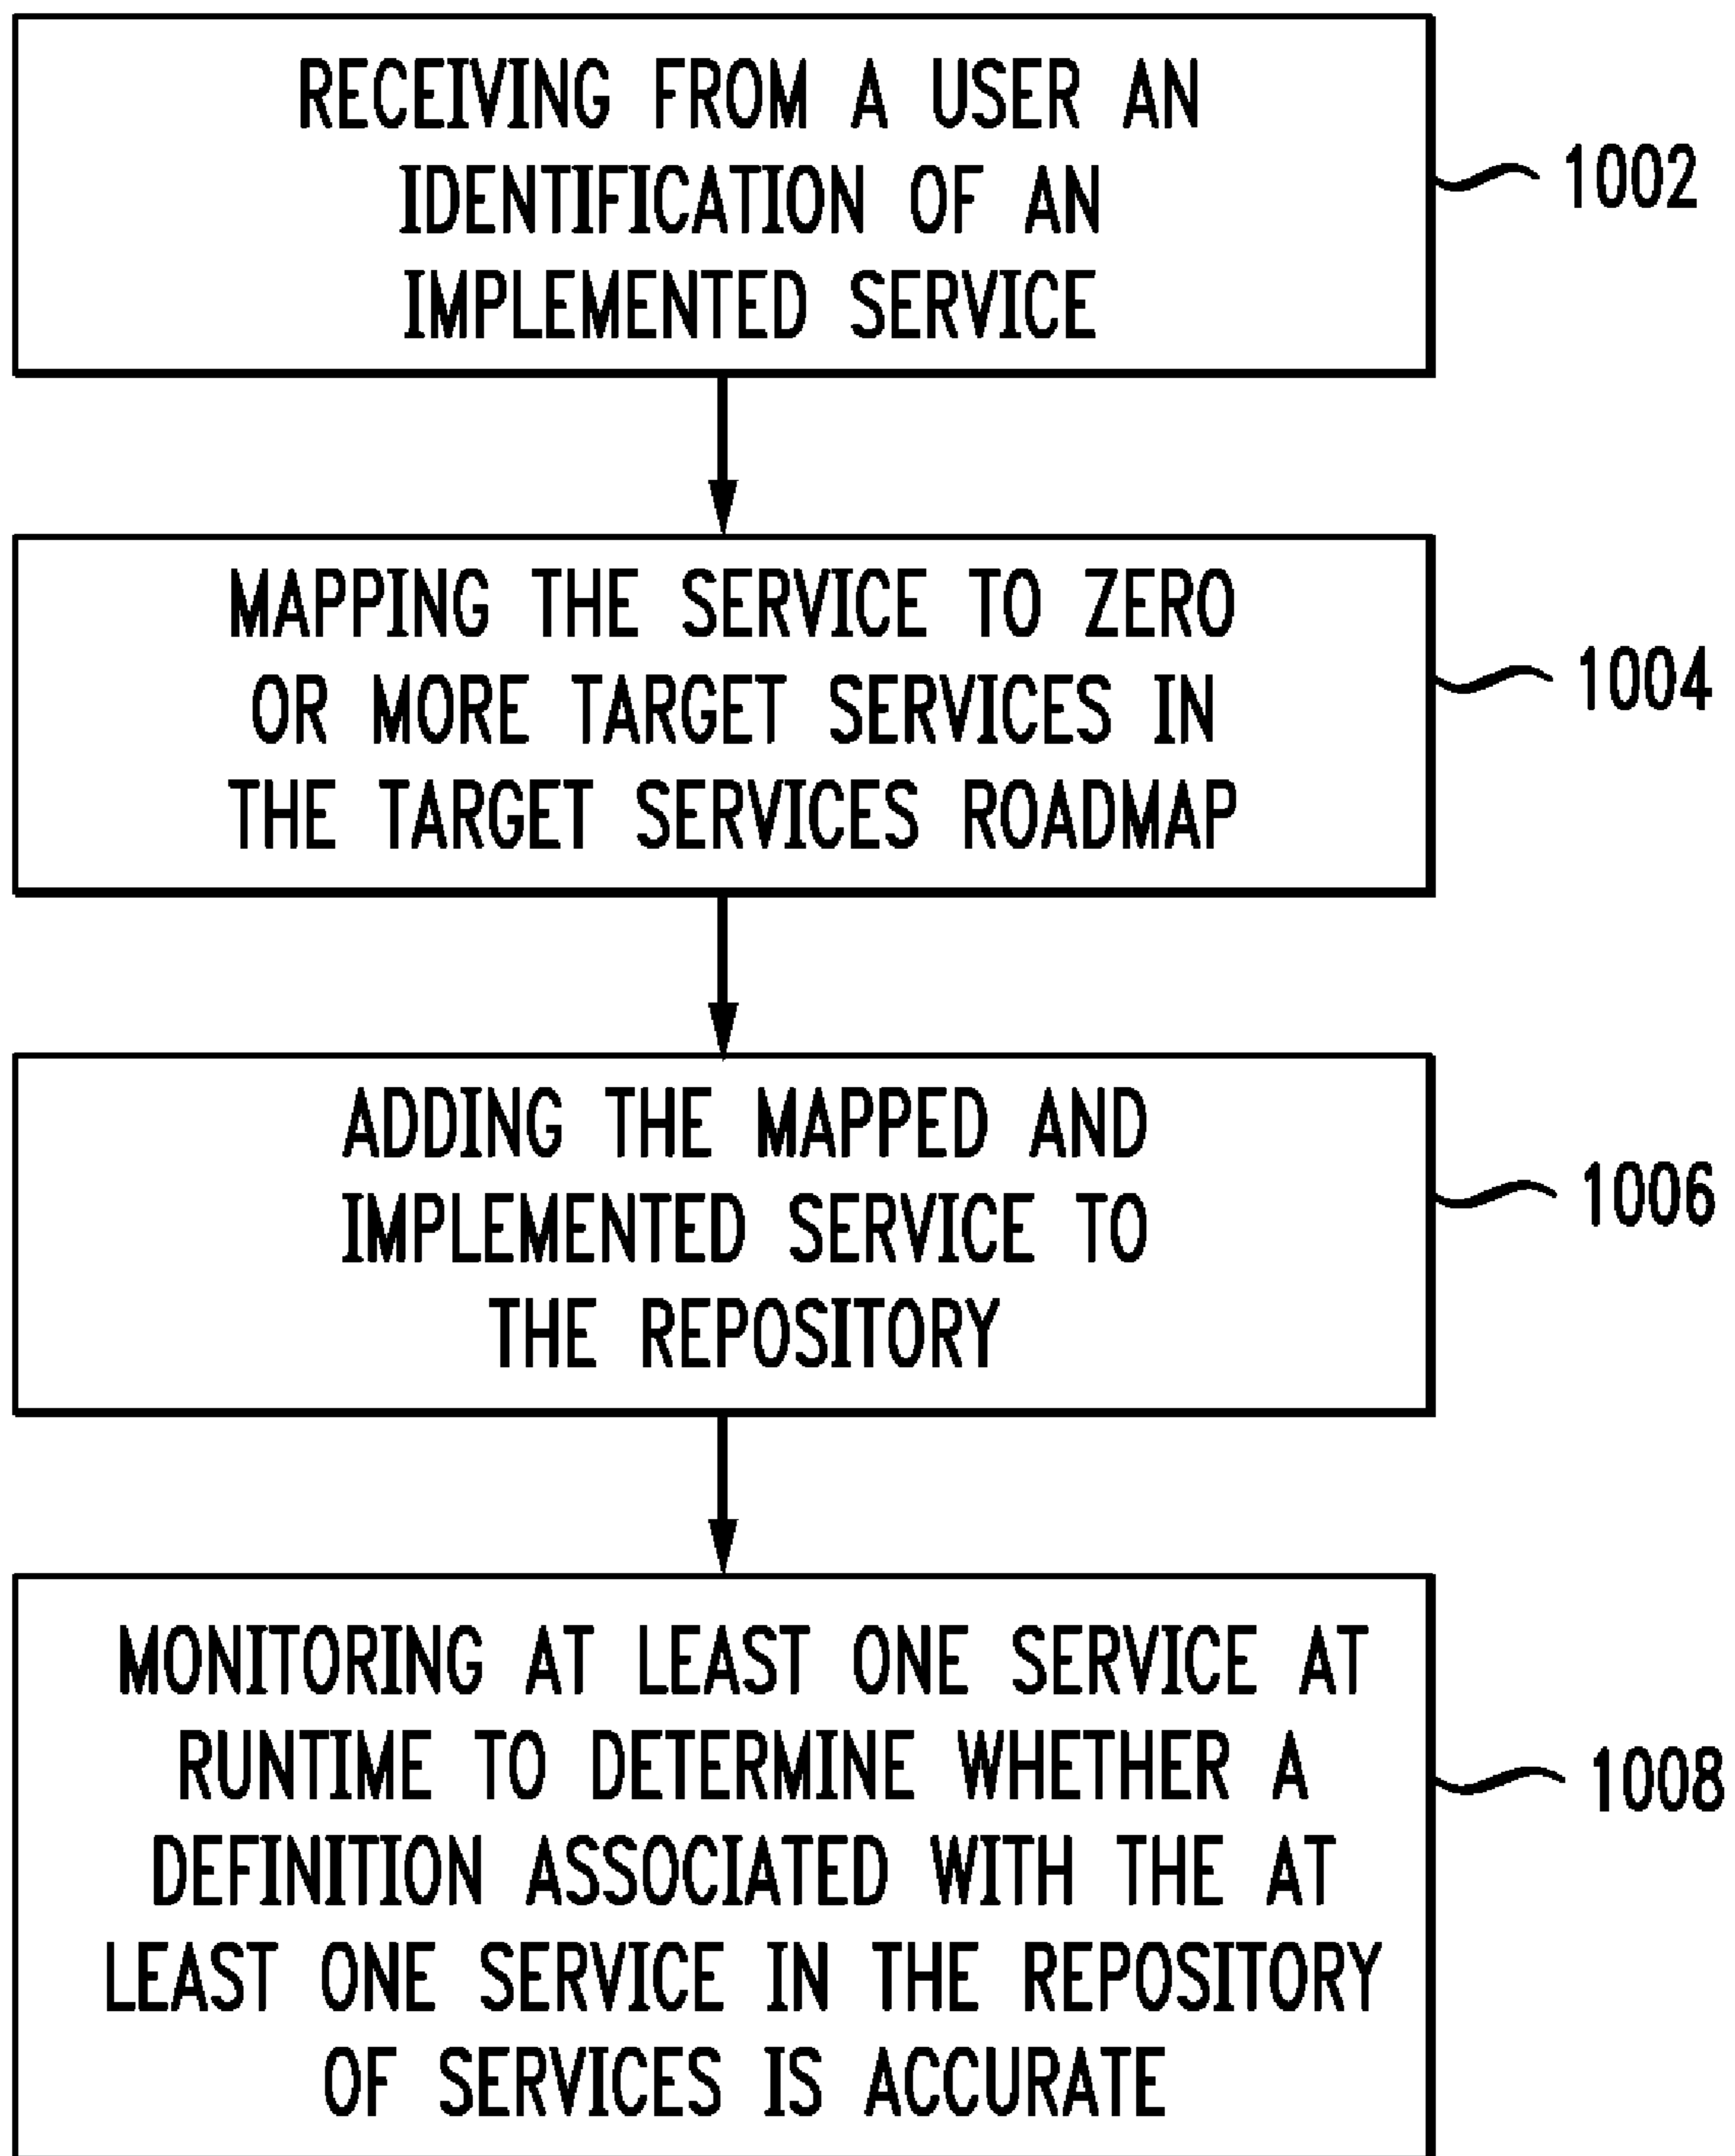 RECEIVING FROM A USER AN
IDENTIFICATION OF AN
IMPLEMENTED SERVICE
1002
MAPPING THE SERVICE TO ZERO
OR MORE TARGET SERVICES IN
THE TARGET SERVICES ROADMAP
1004
ADDING THE MAPPED AND
IMPLEMENTED SERVICE TO
THE REPOSITORY
1006
MONITORING AT LEAST ONE SERVICE AT
RUNTIME TO DETERMINE WHETHER A
DEFINITION ASSOCIATED WITH THE AT
LEAST ONE SERVICE IN THE REPOSITORY
OF SERVICES IS ACCURATE
1008